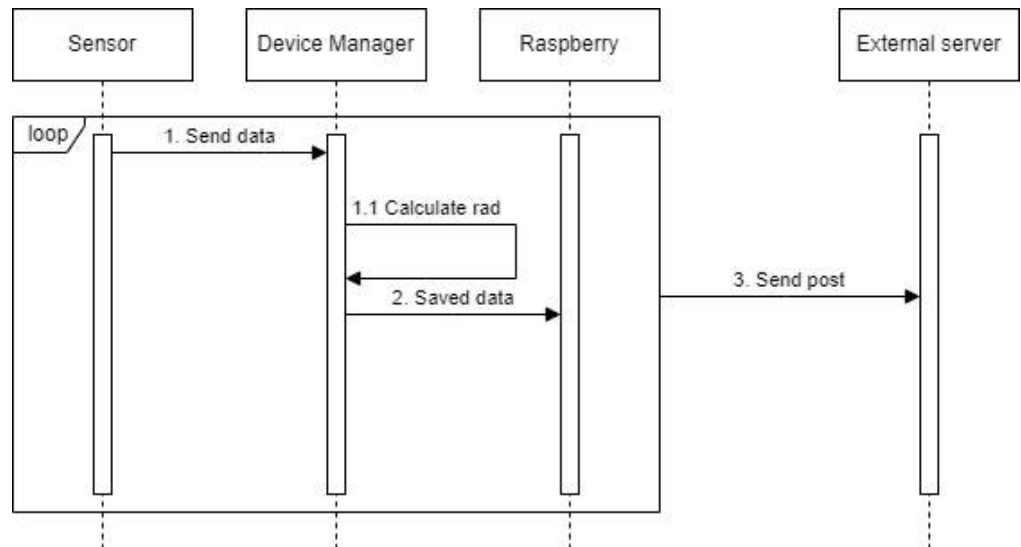 Sensor
Device Manager
Raspberry
External server
loop
1. Send data
1.1 Calculate rad
3. Send post
2. Saved data